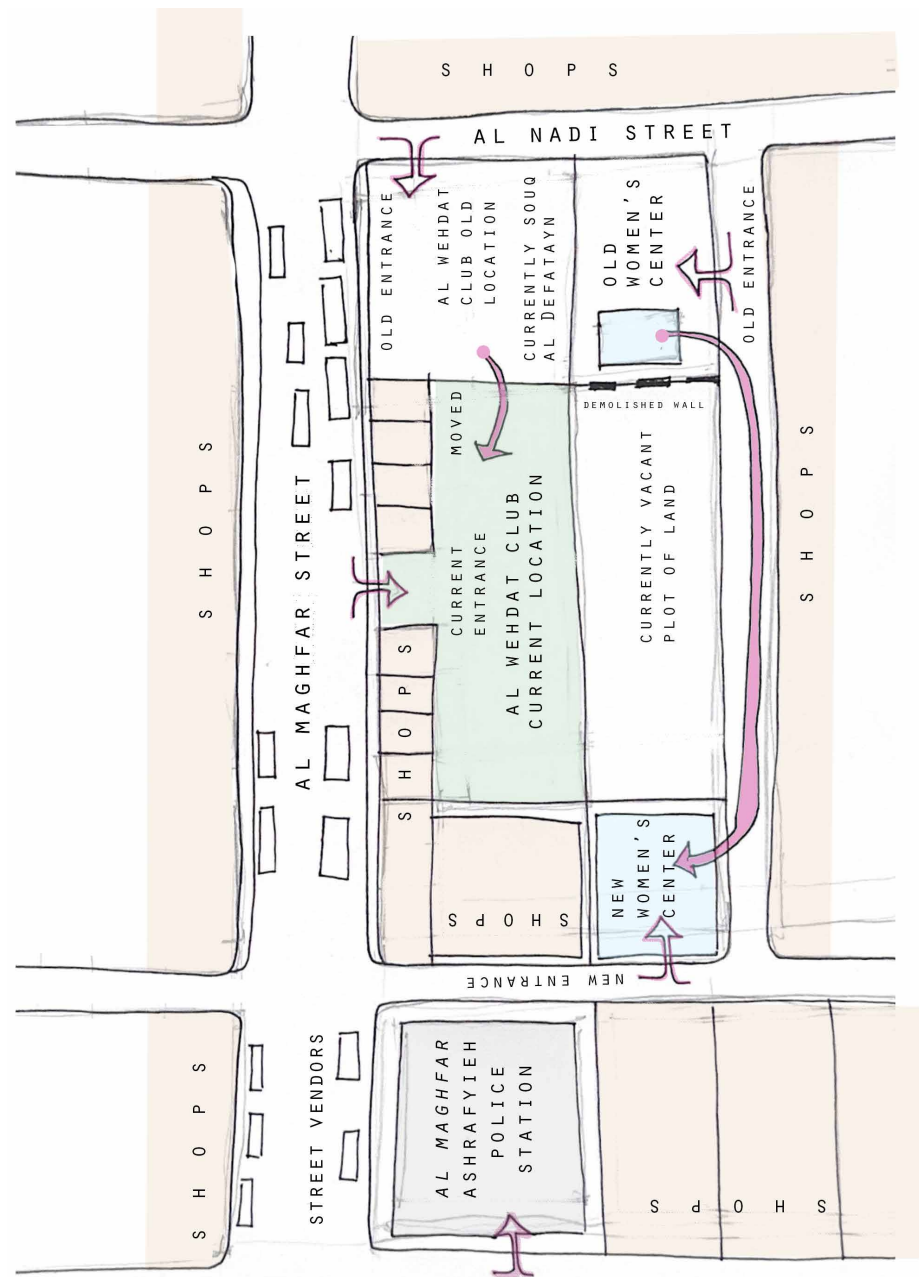 SHOPS
AL NADI STREET
OLD ENTRANCE
AL WEHDAT
CLUB OLD
LOCATION
CURRENTLY SOUQ
AL DEFATAYN
OLD
WOMEN'S
CENTER
OLD ENTRANCE
DEMOLISHED WALL
MOVED
SHOPS
AL MAGHFAR STREET
CURRENT
ENTRANCE
AL WEHDAT CLUB
CURRENT LOCATION
CURRENTLY VACANT
PLOT OF LAND
SHOPS
SHOPS
SHOPS
NEW
WOMEN'S
CENTER
NEW ENTRANCE
SHOPS
STREET VENDORS
AL MAGHFAR
ASHRAFYIEH
POLICE
STATION
SHOPS